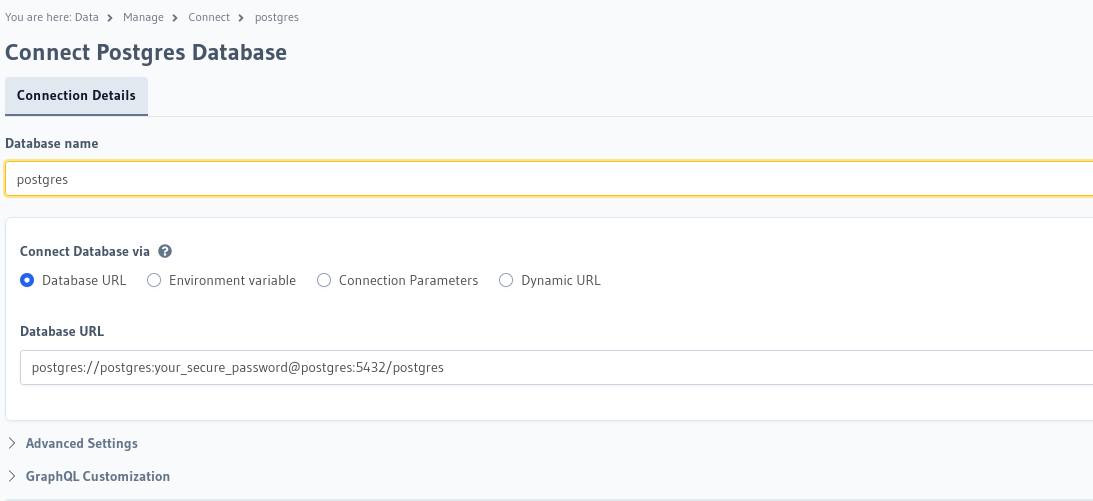 You are here: Data > Manage > Connect > postgres
Connect Postgres Database
Connection Details
Database name
postgres
Connect Database via ?
Database URL Environment variable Connection Parameters Dynamic URL
Database URL
postgres://postgres:your_secure_password@postgres:5432/postgres
> Advanced Settings
> GraphQL Customization